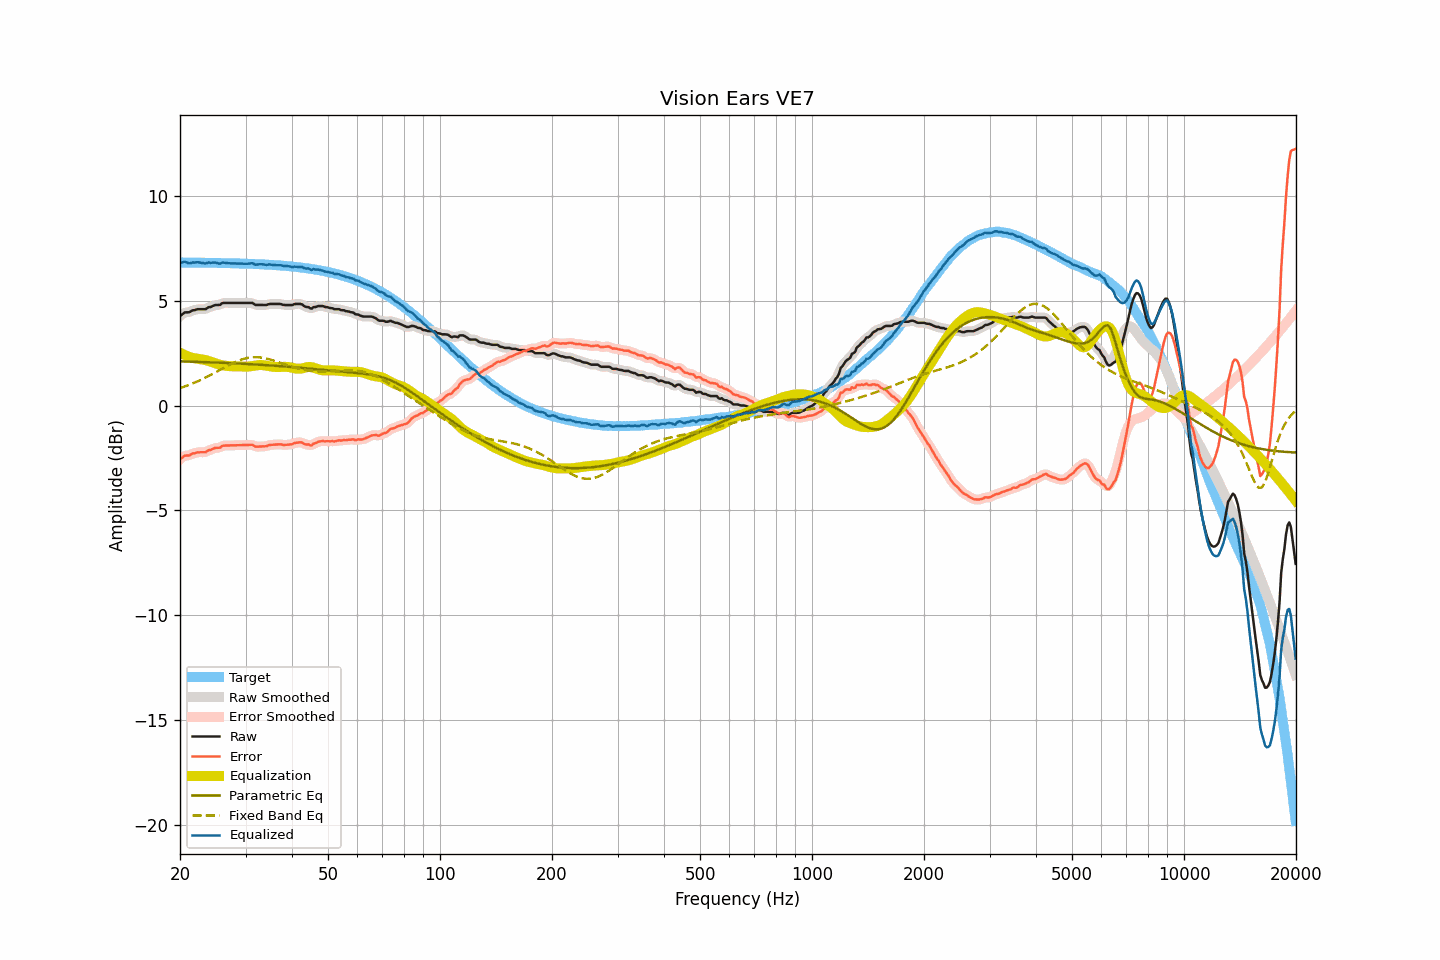 Vision Ears VE7
Amplitude (dBr)
10
5
0
−5
−10
−15
−20
Target
Raw Smoothed
Error Smoothed
Raw
Error
Equalization
Parametric Eq
Fixed Band Eq
Equalized
20 50 100 200 500 1000 2000 5000 10000 20000
Frequency (Hz)